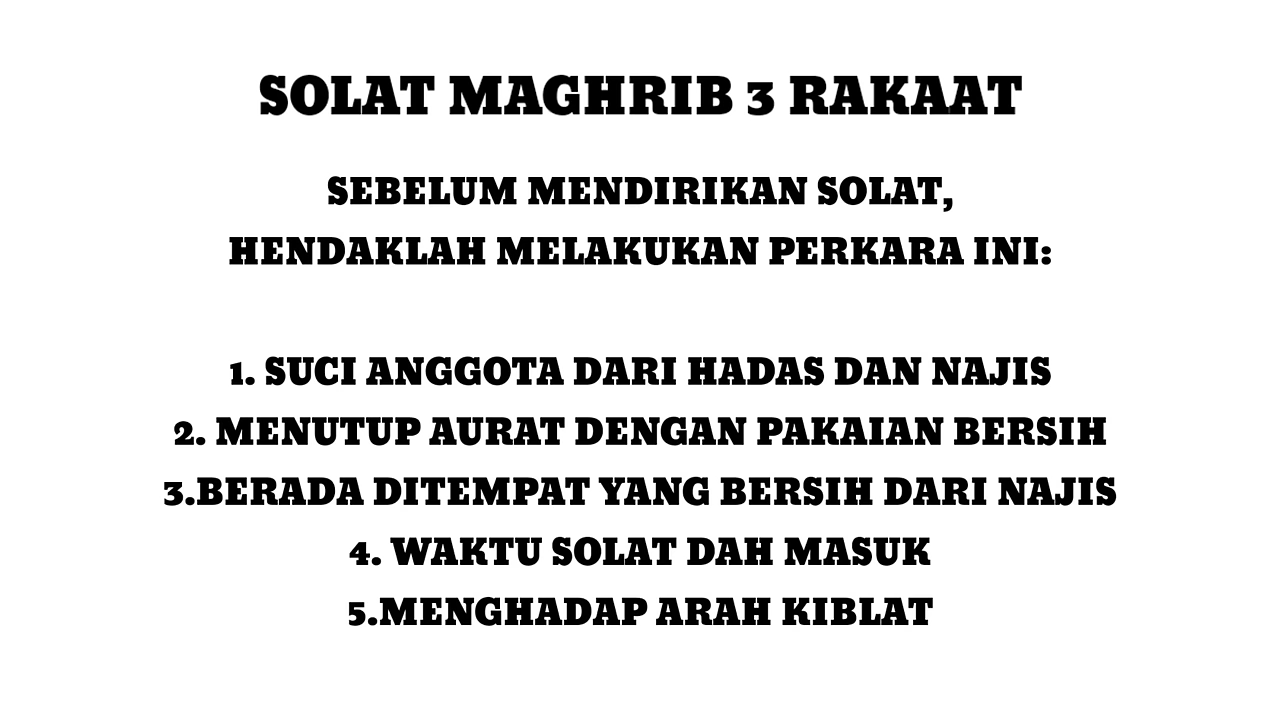 SOLAT MAGHRIB 3 RAKAAT
SEBELUM MENDIRIKAN SOLAT,
HENDAKLAH MELAKUKAN PERKARA INI:
1. SUCI ANGGOTA DARI HADAS DAN NAJIS
2. MENUTUP AURAT DENGAN PAKAIAN BERSIH
3.BERADA DITEMPAT YANG BERSIH DARI NAJIS
4. WAKTU SOLAT DAH MASUK
5.MENGHADAP ARAH KIBLAT